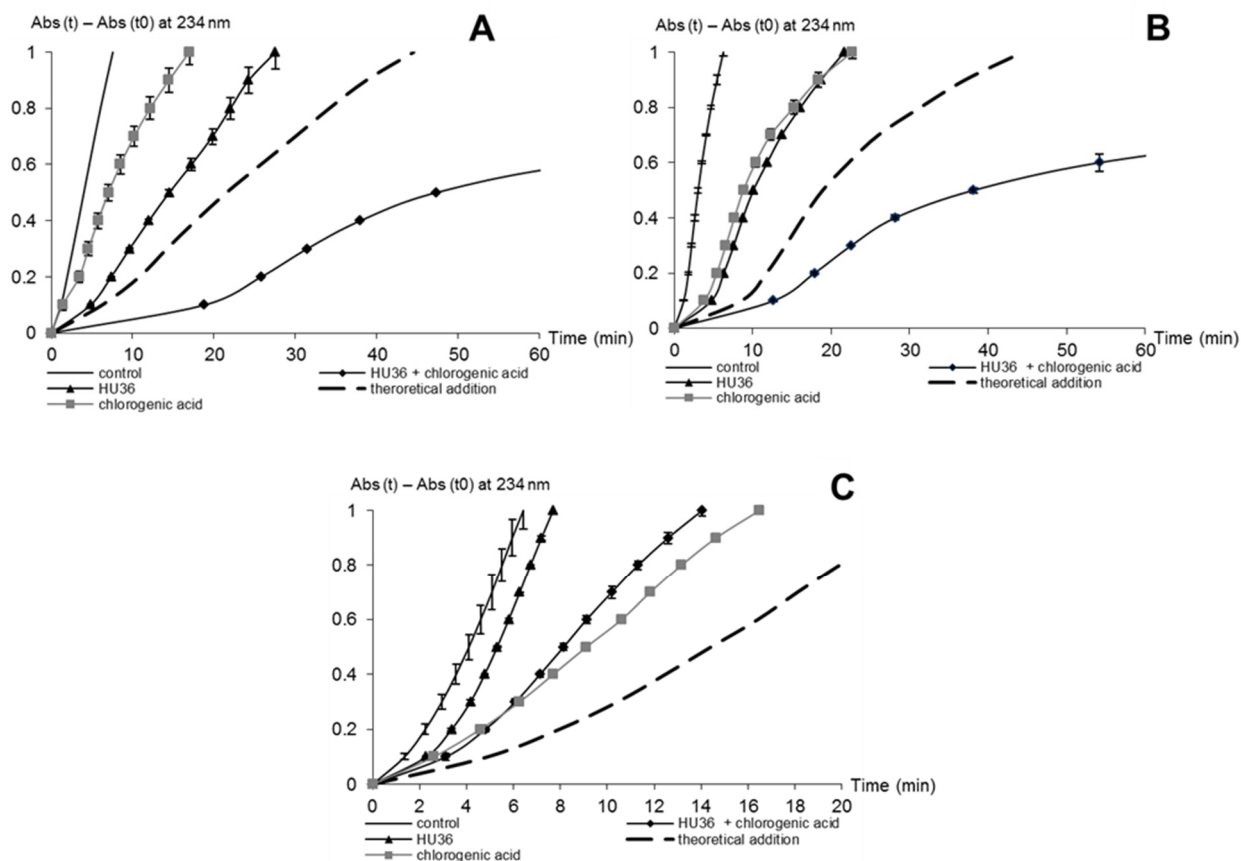 Abs (t) – Abs (t0) at 234 nm
A
1
0.8
0.6
0.4
0.2
0
0 10 20 30 40 50 60
Time (min)
control
HU36
chlorogenic acid
HU36 + chlorogenic acid
theroretical addition
Abs (t) – Abs (t0) at 234 nm
B
1
0.8
0.6
0.4
0.2
0
0 10 20 30 40 50 60
Time (min)
control
HU36
chlorogenic acid
HU36 + chlorogenic acid
theoretical addition
Abs (t) – Abs (t0) at 234 nm
C
1
0.8
0.6
0.4
0.2
0
0 2 4 6 8 10 12 14 16 18 20
Time (min)
control
HU36
chlorogenic acid
HU36 + chlorogenic acid
theoretical addition